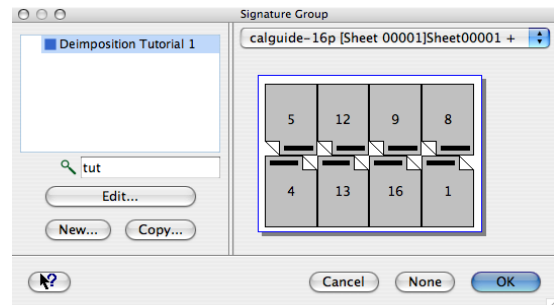 Signature Group
Deimposition Tutorial 1
tut
Edit...
New... Copy...
calguide-16p [Sheet 00001]Sheet00001 +
5 12 9 8
4 13 16 1
?
Cancel None OK